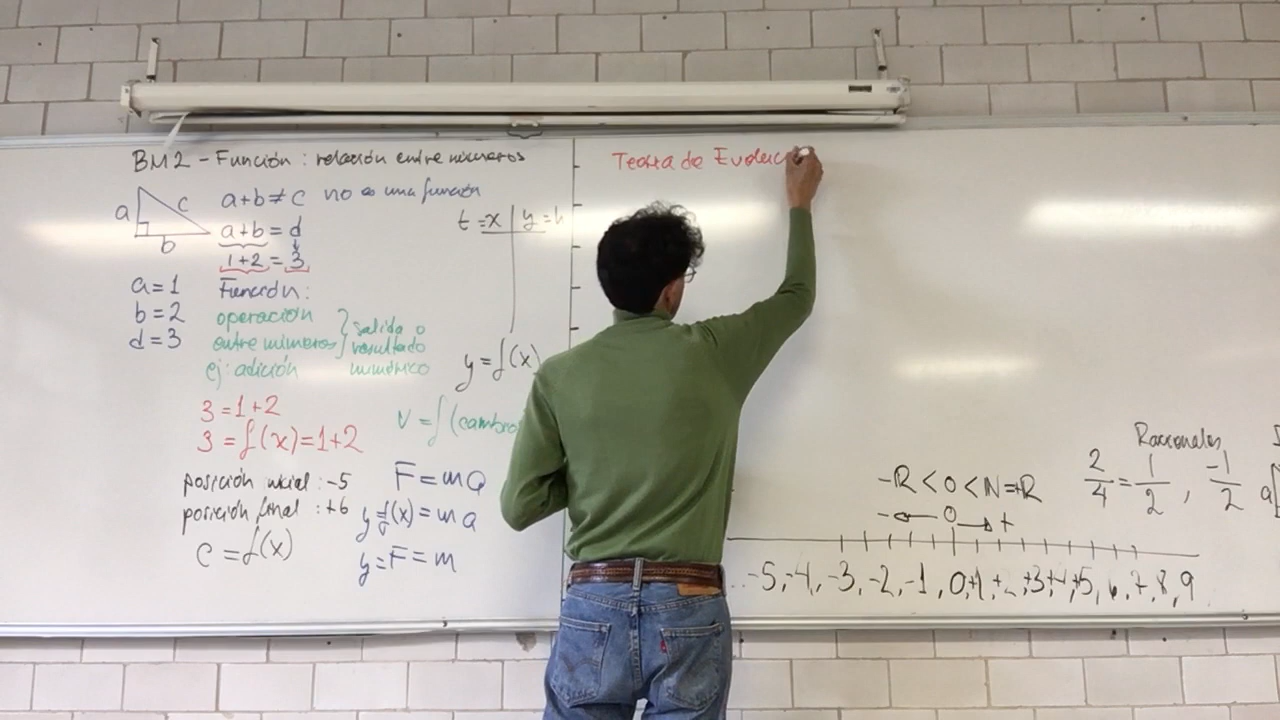 BM2 - Función : relación entre números
a
c
b
a+b≠c no es una función
a+b = d
1+2 = 3
a=1
b=2
d=3
Función:
operación
entre números
ej: adición
salida o
resultado
numérico
3 = 1+2
3 = f(x)=1+2
posición inicial : -5
posición final : +6
C = f(x)
t = x | y =
y = f(x)
V = f(cambio
F = ma
y f(x) = ma
y = F = m
Teoría de Evoluc
-R < 0 < N = +R
- ← 0 → +
-5, -4, -3, -2, -1, 0, +1, +2, +3, +4, +5, 6, 7, 8, 9
Racionales
2/4 = 1/2 , -1/2
a